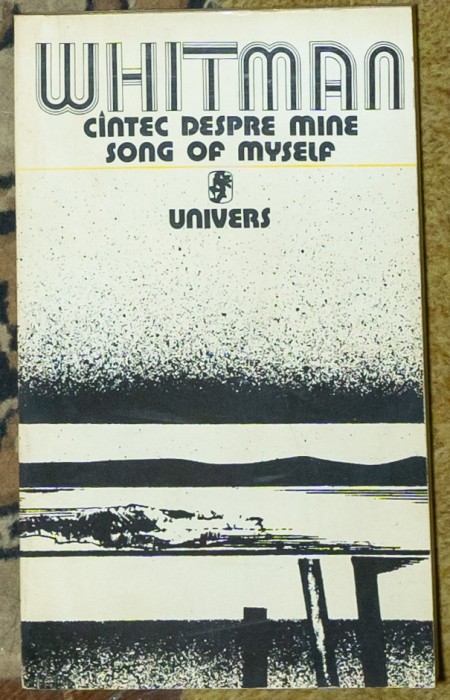 WHITMAN
CÎNTEC DESPRE MINE
SONG OF MYSELF
UNIVERS